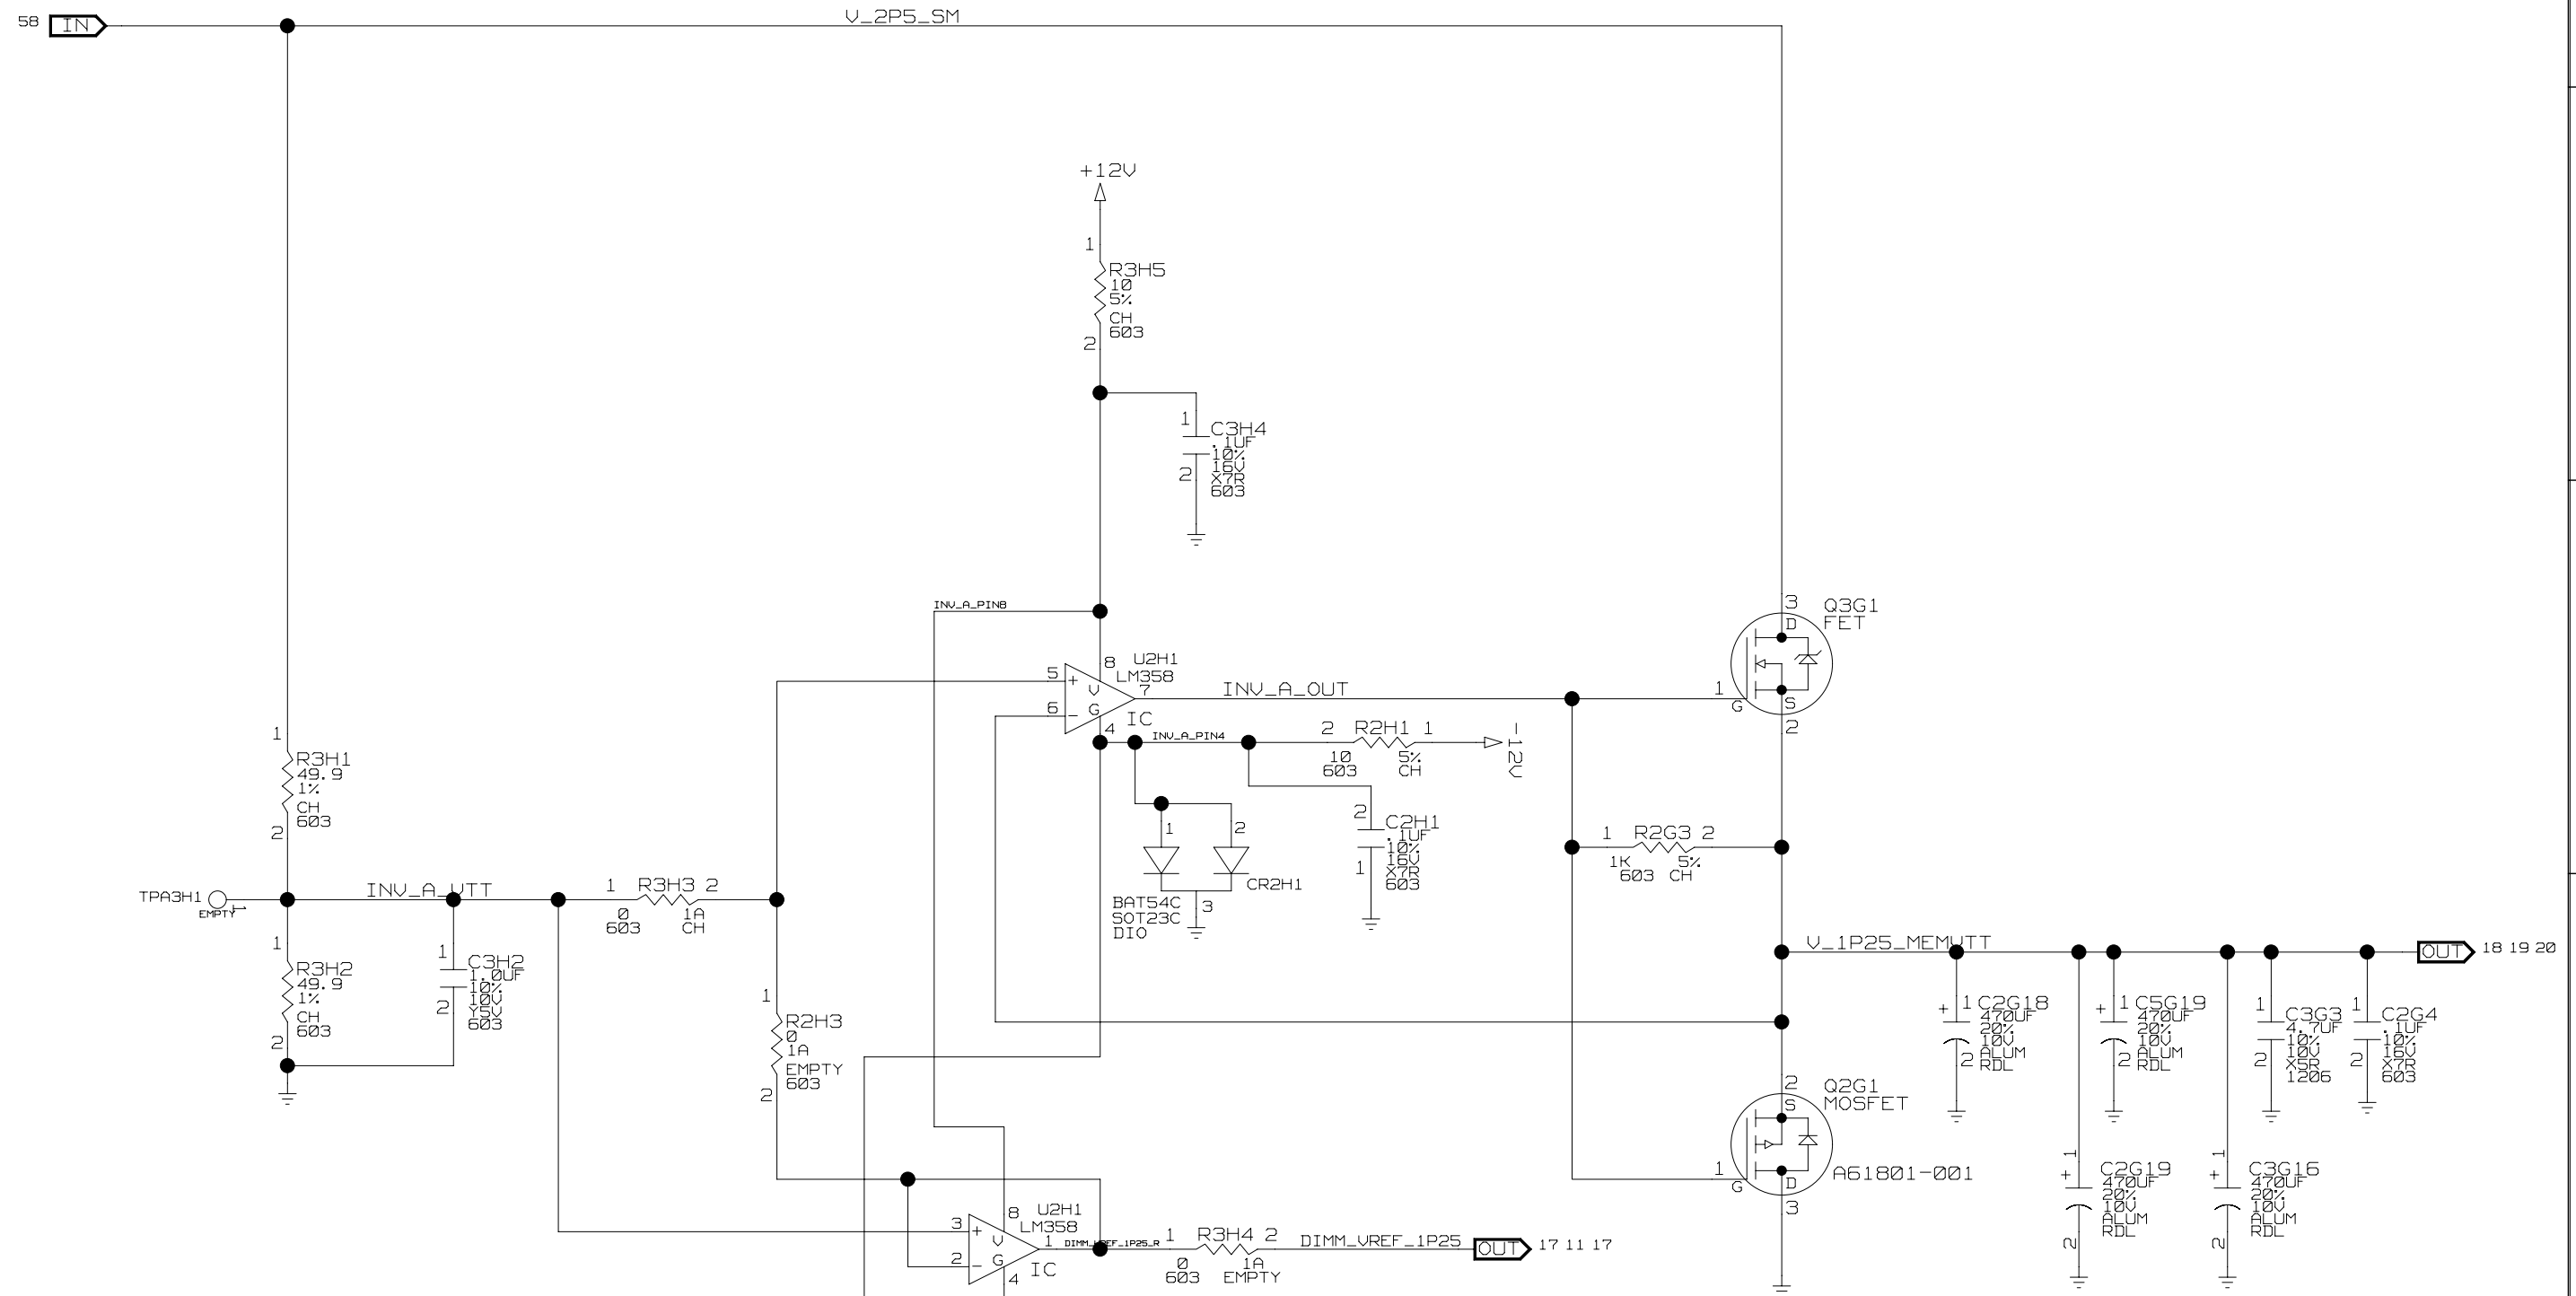 58 IN
V_2P5_SM
+12V
1
R3H5
10
5%
CH
603
2
1
C3H4
.1UF
10%
16V
X7R
603
2
INV_A_PIN8
3
D
Q3G1
FET
1
G
S
2
5
+
6
-
8
V
G
4
U2H1
LM358
7
IC
INV_A_OUT
INV_A_PIN4
2 R2H1 1
10
603
5%
CH
-12V
1
R3H1
49.9
1%
CH
603
2
1
2
BAT54C
SOT23C
DIO
3
CR2H1
2
C2H1
.1UF
10%
16V
X7R
603
1
1 R2G3 2
1K
5%
603 CH
TPA3H1
EMPTY
1
INV_A_VTT
1 R3H3 2
0
603
1A
CH
1
R3H2
49.9
1%
CH
603
2
1
C3H2
1.0UF
10%
10V
Y5V
603
2
1
R2H3
0
1A
EMPTY
603
2
V_1P25_MEMVTT
OUT 18 19 20
+ 1 C2G18
470UF
20%
10V
ALUM
RDL
2
+ 1 C5G19
470UF
20%
10V
ALUM
RDL
2
1
C3G3
4.7UF
10%
10V
X5R
1206
2
1
C2G4
.1UF
10%
16V
X7R
603
2
2
S
Q2G1
MOSFET
A61801-001
1
G
D
3
1
+
C2G19
470UF
20%
10V
ALUM
RDL
2
1
+
C3G16
470UF
20%
10V
ALUM
RDL
2
3
+
2
-
8
V
G
4
U2H1
LM358
1
IC
DIMM_VREF_1P25_R
1 R3H4 2
0
603
1A
EMPTY
DIMM_VREF_1P25
OUT 17 11 17